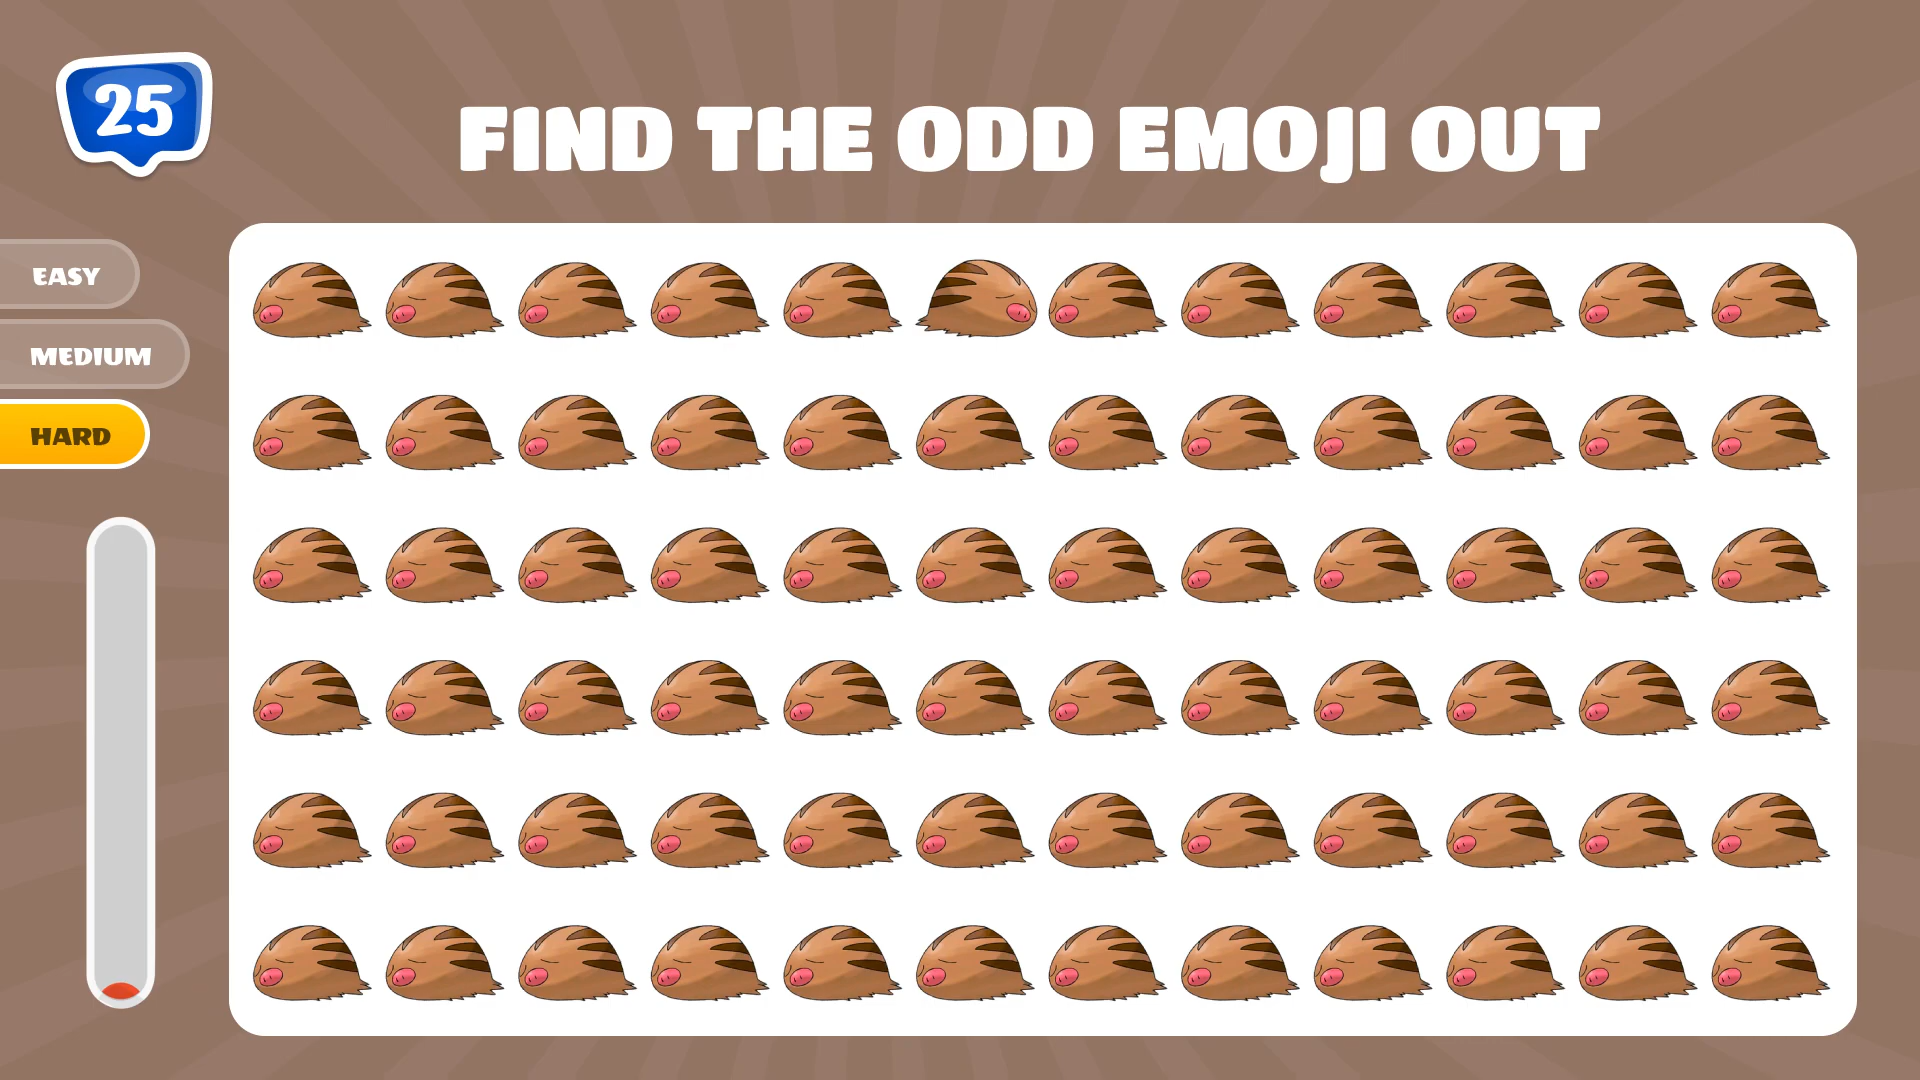 25
FIND THE ODD EMOJI OUT
EASY
MEDIUM
HARD